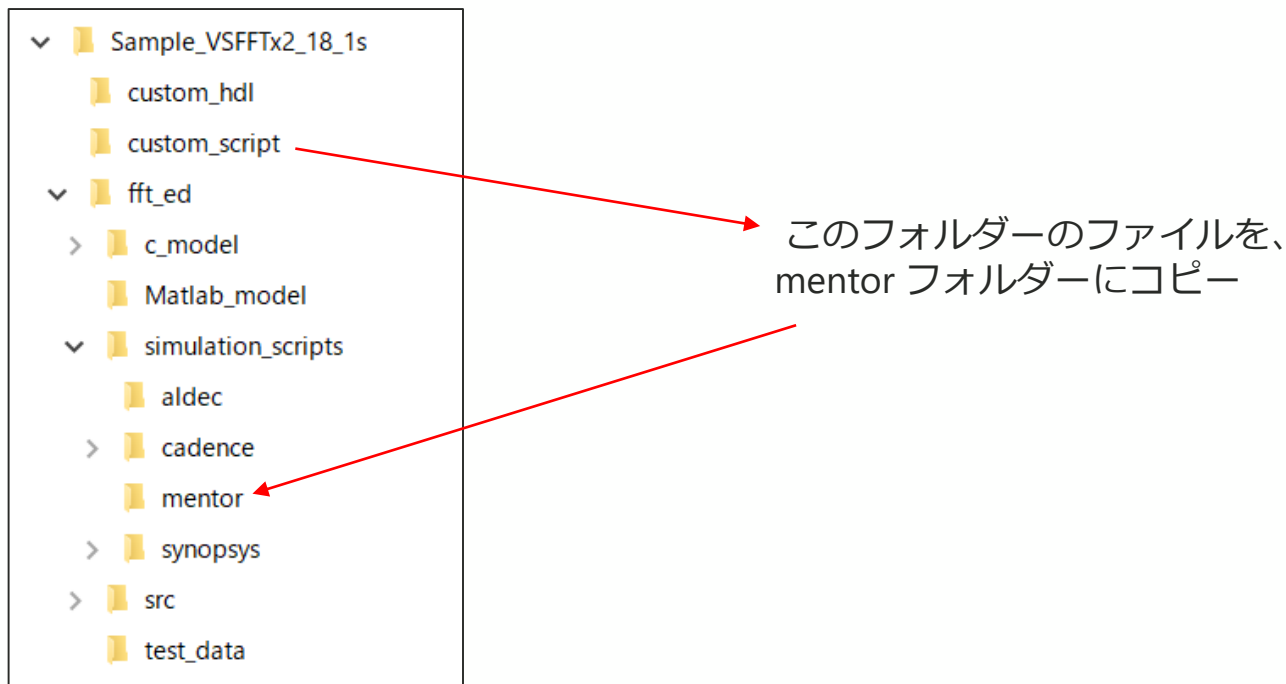 Sample_VSFFTx2_18_1s
custom_hdl
custom_script
fft_ed
c_model
Matlab_model
simulation_scripts
aldec
cadence
mentor
synopsys
src
test_data
このフォルダーのファイルを、
mentor フォルダーにコピー